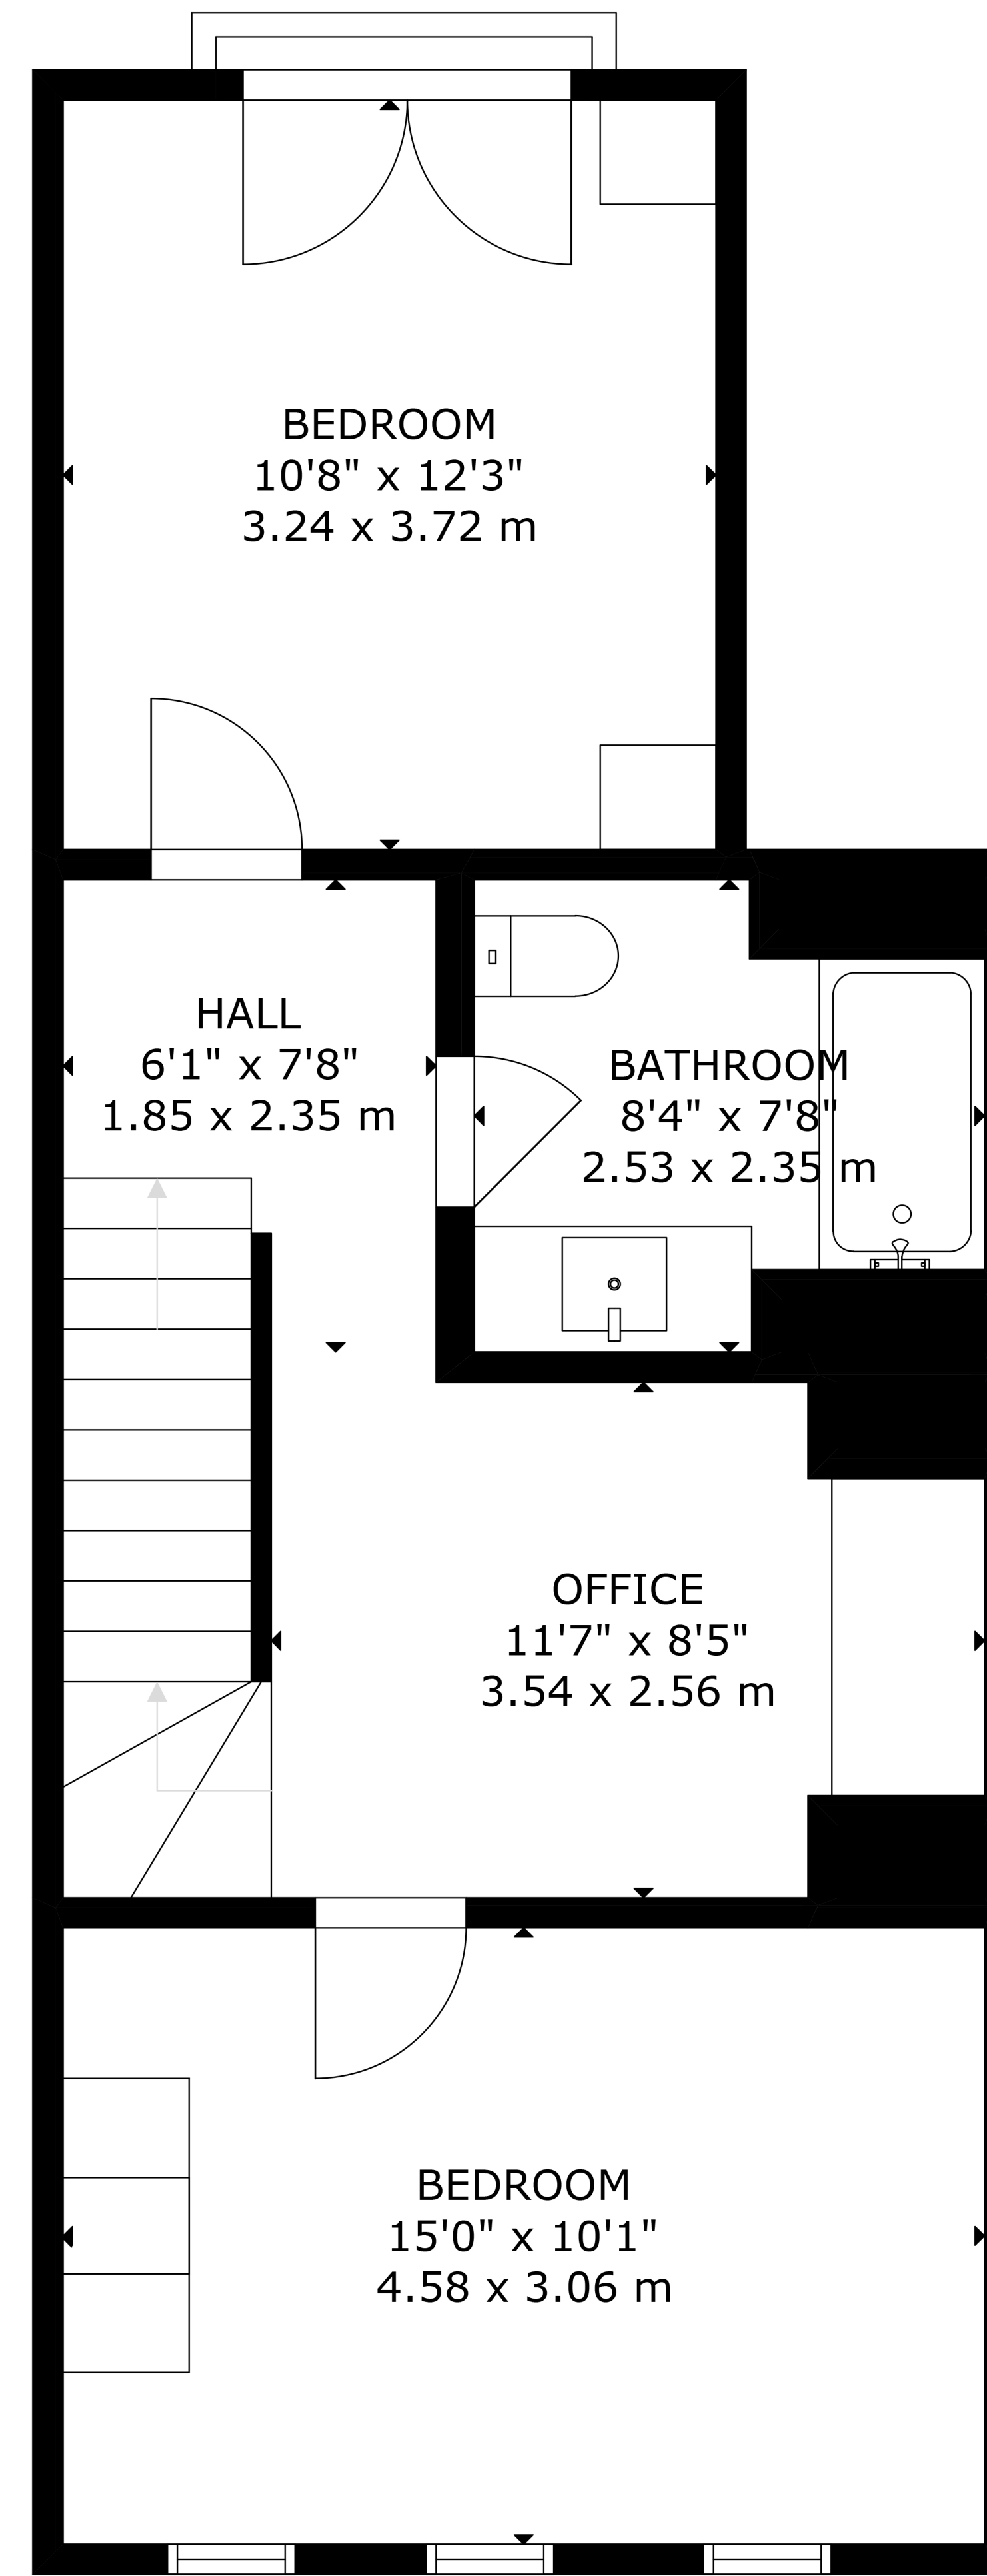 BEDROOM
10'8" x 12'3"
3.24 x 3.72 m
HALL
6'1" x 7'8"
1.85 x 2.35 m
BATHROOM
8'4" x 7'8"
2.53 x 2.35 m
OFFICE
11'7" x 8'5"
3.54 x 2.56 m
BEDROOM
15'0" x 10'1"
4.58 x 3.06 m